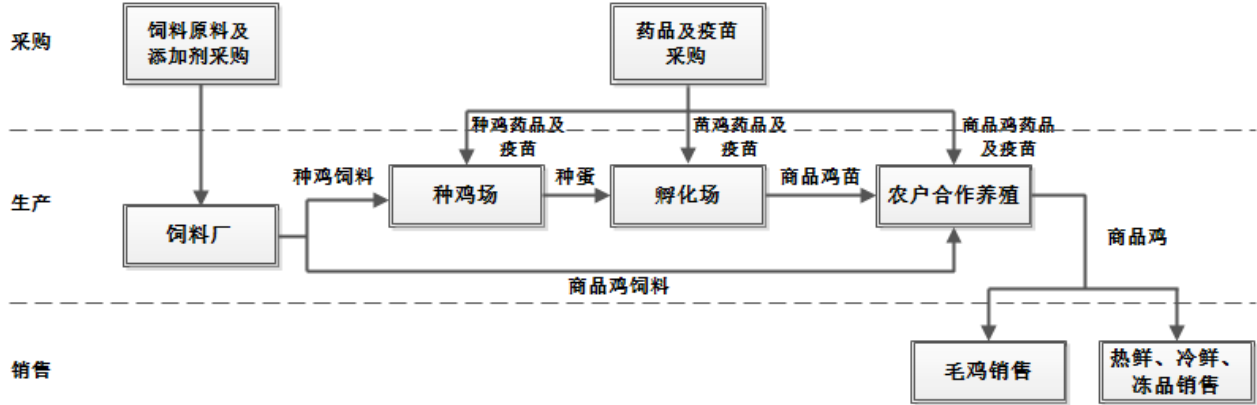 采购
饲料原料及
添加剂采购
药品及疫苗
采购
种鸡药品及
疫苗
苗鸡药品及
疫苗
商品鸡药品
及疫苗
生产
饲料厂
种鸡饲料
种鸡场
种蛋
孵化场
商品鸡苗
农户合作养殖
商品鸡
商品鸡饲料
销售
毛鸡销售
热鲜、冷鲜、
冻品销售